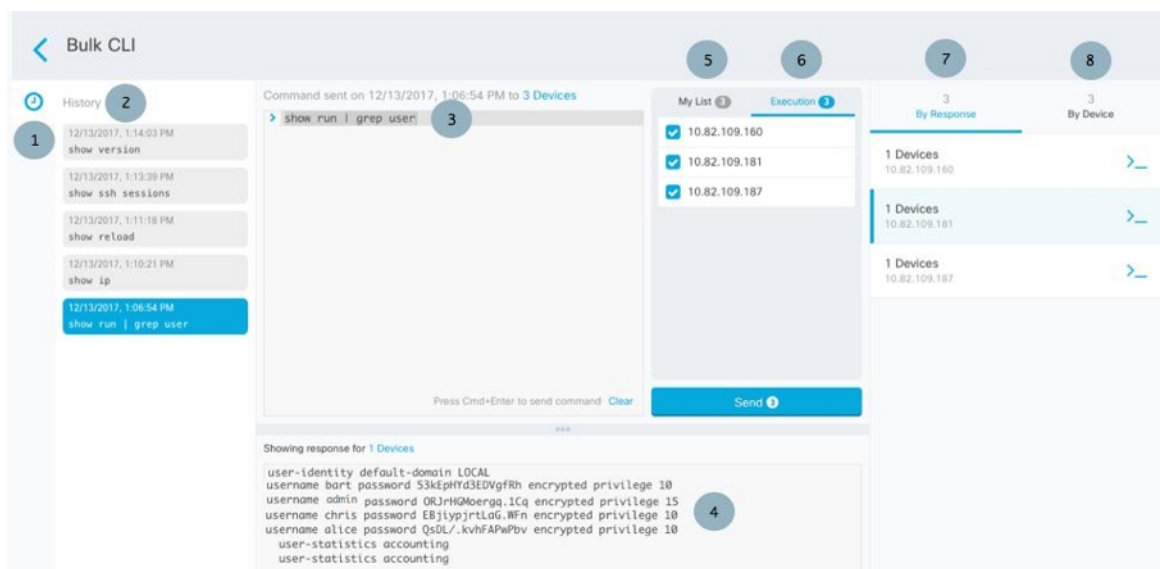 Bulk CLI
1
History
2
12/13/2017, 1:14:03 PM
show version
12/13/2017, 1:13:39 PM
show ssh sessions
12/13/2017, 1:11:18 PM
show reload
12/13/2017, 1:10:21 PM
show ip
12/13/2017, 1:06:54 PM
show run | grep user
Command sent on 12/13/2017, 1:06:54 PM to 3 Devices
> show run | grep user
3
Press Cmd+Enter to send command Clear
5
6
My List 3
Execution 3
10.82.109.160
10.82.109.181
10.82.109.187
Send 3
Showing response for 1 Devices
user-identity default-domain LOCAL
username bart password 53kEpHYd3EDVgfRh encrypted privilege 10
username admin password ORJrHGMoergq.1Cq encrypted privilege 15
username chris password EBjiypjrtLaG.WFn encrypted privilege 10
username alice password QsDL/.kvhFAPwPbv encrypted privilege 10
user-statistics accounting
user-statistics accounting
4
7
8
3
By Response
3
By Device
1 Devices
10.82.109.160
>_
1 Devices
10.82.109.181
>_
1 Devices
10.82.109.187
>_